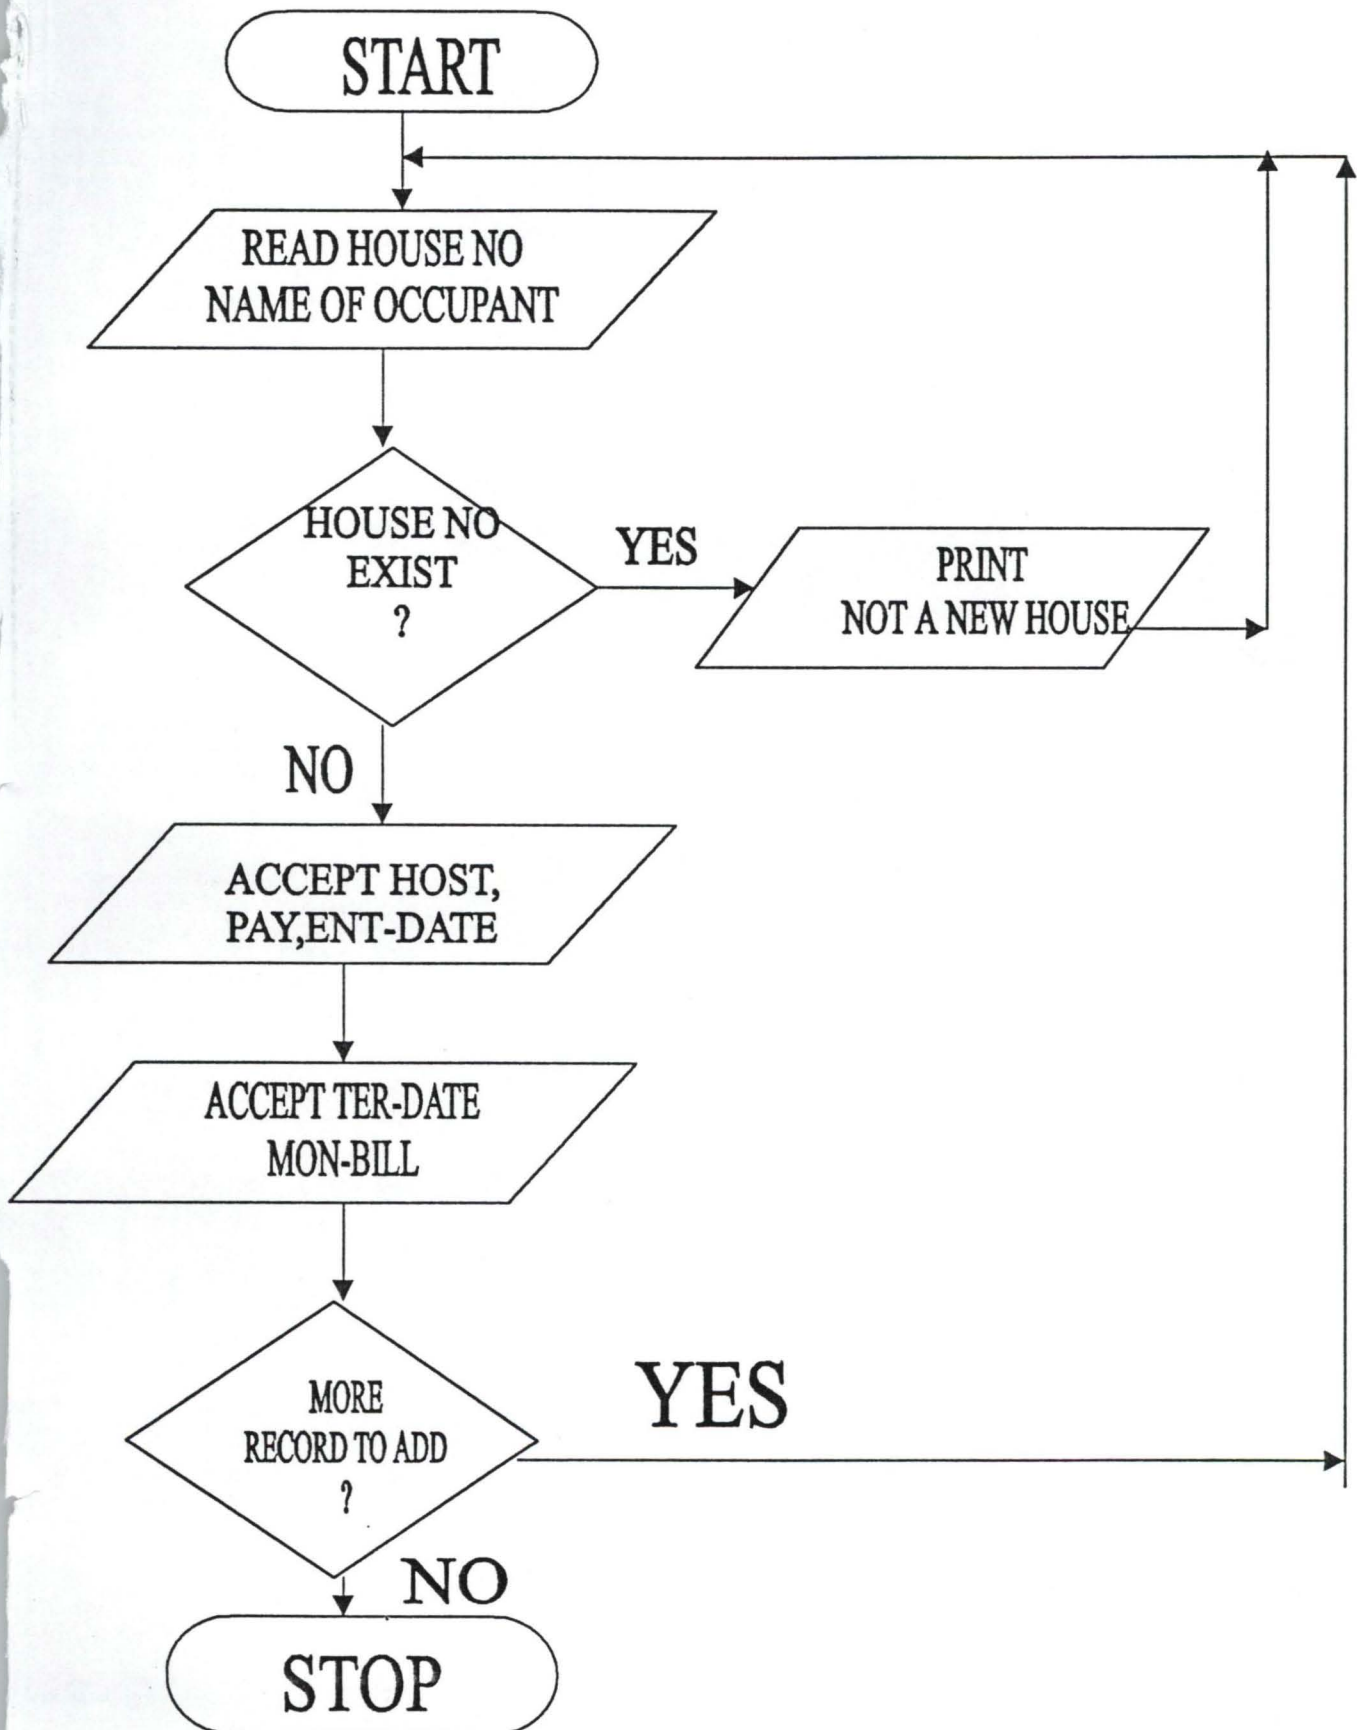 START
READ HOUSE NO
NAME OF OCCUPANT
HOUSE NO
EXIST
?
YES
PRINT
NOT A NEW HOUSE
NO
ACCEPT HOST,
PAY,ENT-DATE
ACCEPT TER-DATE
MON-BILL
MORE
RECORD TO ADD
?
YES
NO
STOP